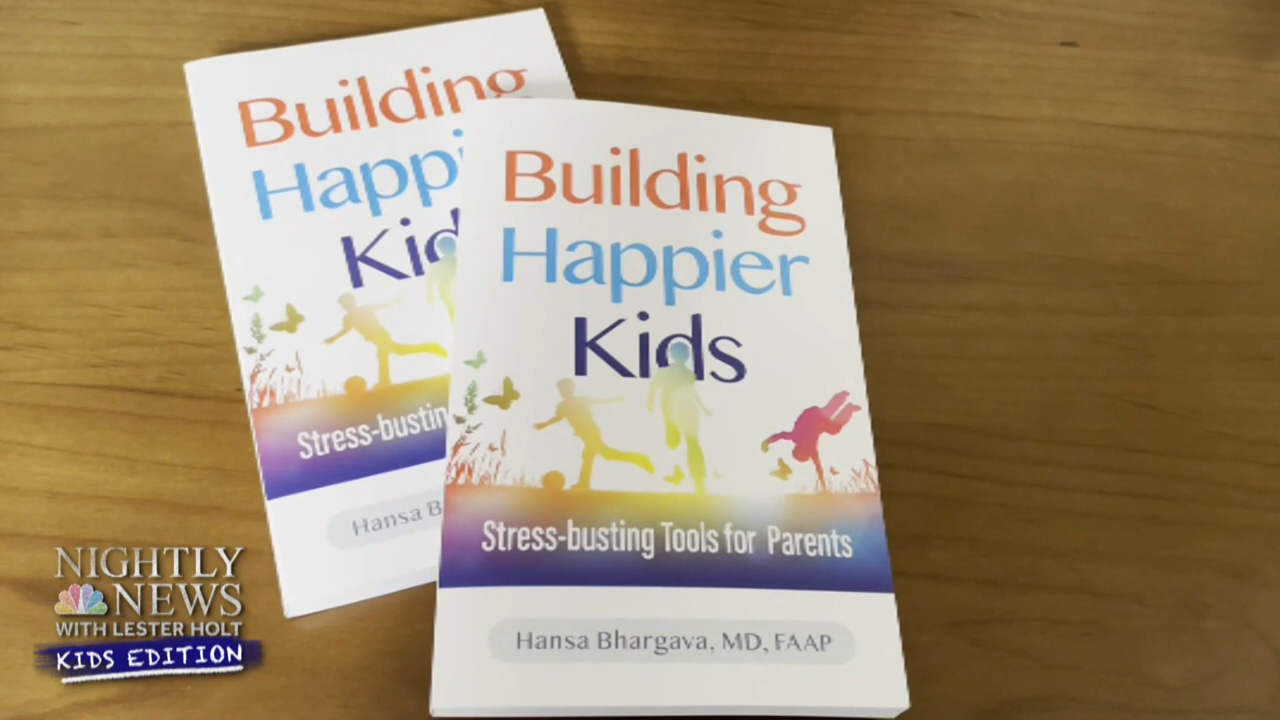 Building
Happi
Kid
Stress-bustin
Hansa B
Building
Happier
Kids
Stress-busting Tools for Parents
Hansa Bhargava, MD, FAAP
NIGHTLY
NEWS
WITH LESTER HOLT
KIDS EDITION